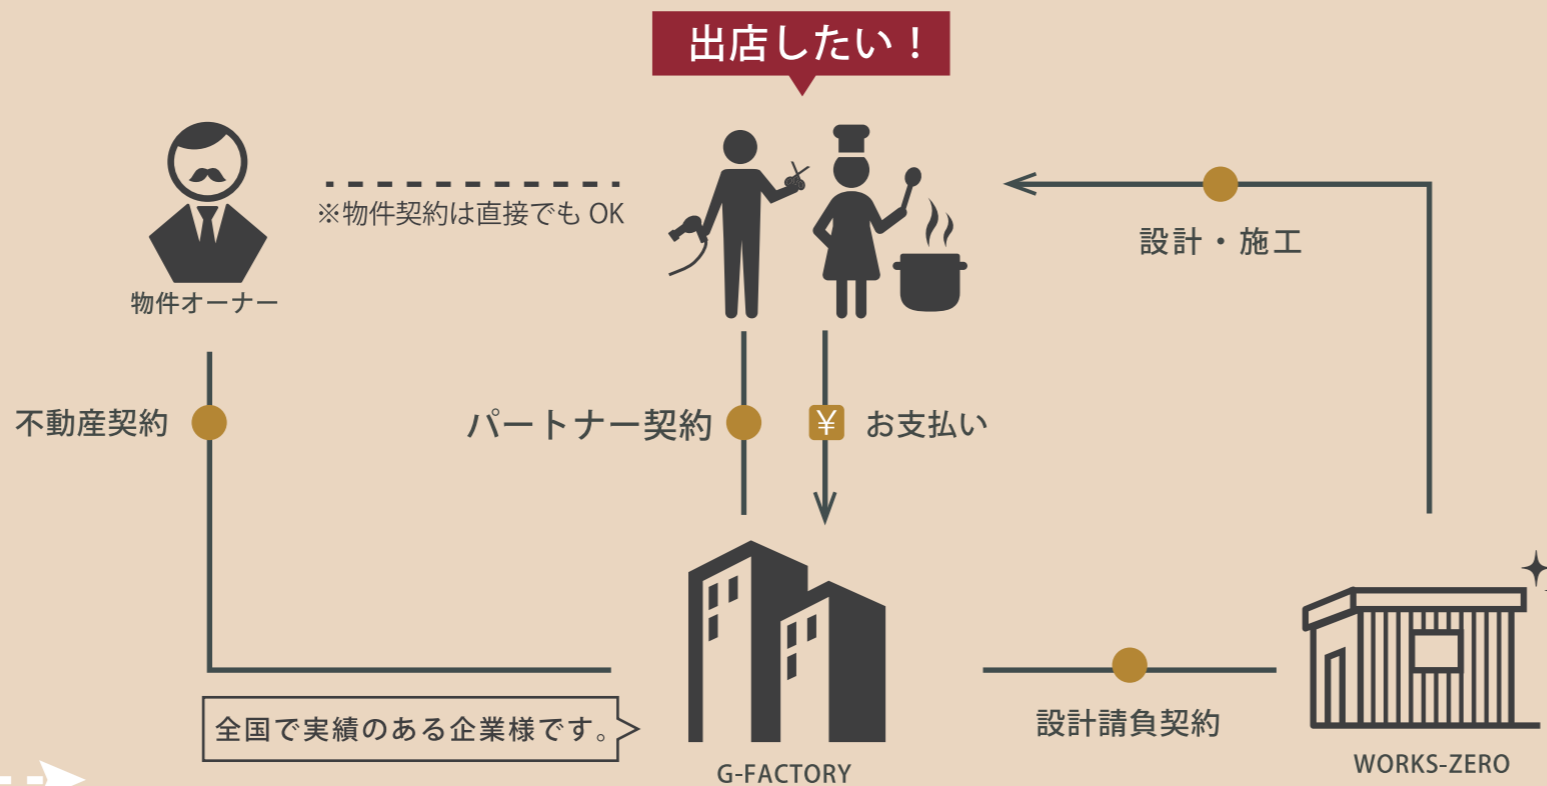 出店したい！
※物件契約は直接でも OK
設計・施工
物件オーナー
不動産契約
パートナー契約
¥
お支払い
全国で実績のある企業様です。
設計請負契約
G-FACTORY
WORKS-ZERO